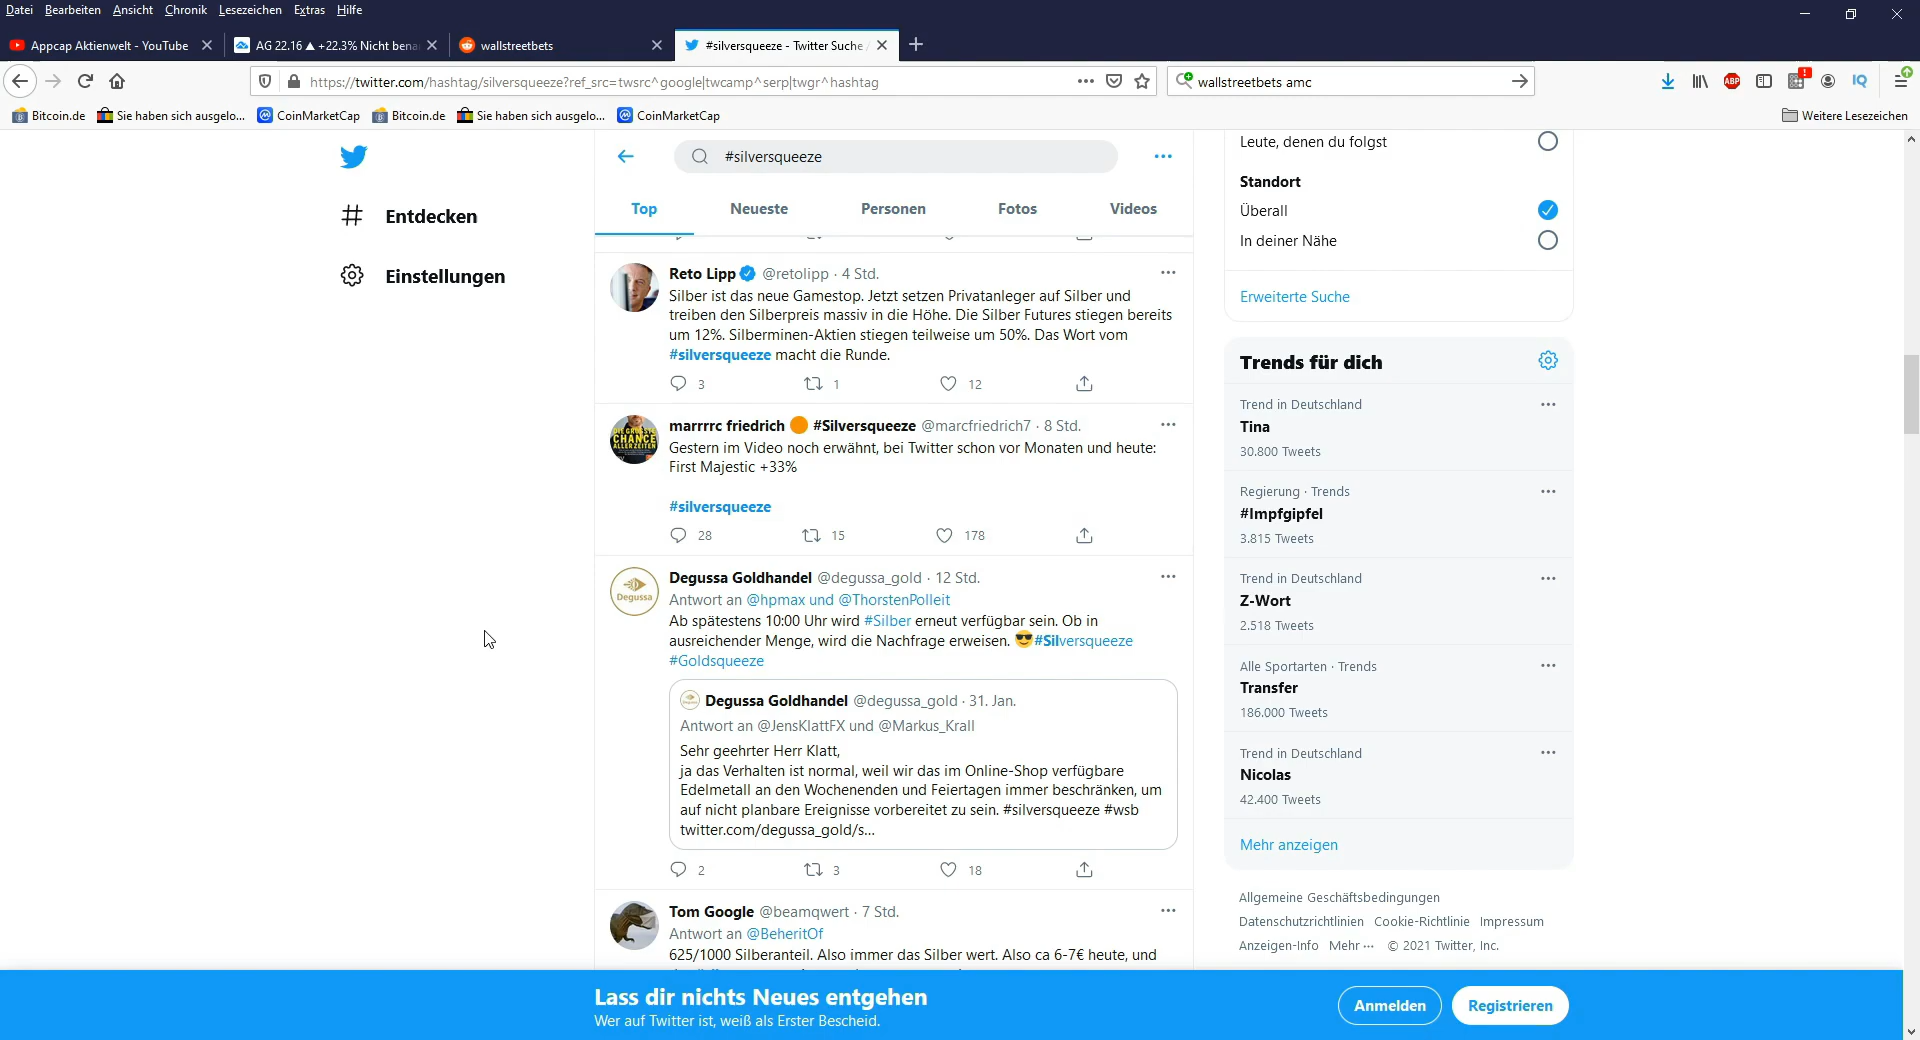 Datei Bearbeiten Ansicht Chronik Lesezeichen Extras Hilfe
Appcap Aktienwelt - YouTube
AG 22.16 ▲ +22.3% Nicht bena
wallstreetbets
#silversqueeze - Twitter Suche /
https://twitter.com/hashtag/silversqueeze?ref_src=twsrc^google|twcamp^serp|twgr^hashtag
wallstreetbets amc
ABP
IQ
Bitcoin.de Sie haben sich ausgelo... CoinMarketCap Bitcoin.de Sie haben sich ausgelo... CoinMarketCap
Weitere Lesezeichen
Entdecken
Einstellungen
#silversqueeze
Top Neueste Personen Fotos Videos
Reto Lipp @retolipp · 4 Std.
Silber ist das neue Gamestop. Jetzt setzen Privatanleger auf Silber und
treiben den Silberpreis massiv in die Höhe. Die Silber Futures stiegen bereits
um 12%. Silberminen-Aktien stiegen teilweise um 50%. Das Wort vom
#silversqueeze macht die Runde.
3 1 12
marrrrc friedrich 🟠 #Silversqueeze @marcfriedrich7 · 8 Std.
DIE GRÖSSTE
CHANCE
ALLER ZEITEN
Gestern im Video noch erwähnt, bei Twitter schon vor Monaten und heute:
First Majestic +33%
#silversqueeze
28 15 178
Degussa
Degussa Goldhandel @degussa_gold · 12 Std.
Antwort an @hpmax und @ThorstenPolleit
Ab spätestens 10:00 Uhr wird #Silber erneut verfügbar sein. Ob in
ausreichender Menge, wird die Nachfrage erweisen. 😎#Silversqueeze
#Goldsqueeze
Degussa Goldhandel @degussa_gold · 31. Jan.
Antwort an @JensKlattFX und @Markus_Krall
Sehr geehrter Herr Klatt,
ja das Verhalten ist normal, weil wir das im Online-Shop verfügbare
Edelmetall an den Wochenenden und Feiertagen immer beschränken, um
auf nicht planbare Ereignisse vorbereitet zu sein. #silversqueeze #wsb
twitter.com/degussa_gold/s...
2 3 18
Tom Google @beamqwert · 7 Std.
Antwort an @BeheritOf
625/1000 Silberanteil. Also immer das Silber wert. Also ca 6-7€ heute, und
Leute, denen du folgst
Standort
Überall
In deiner Nähe
Erweiterte Suche
Trends für dich
Trend in Deutschland
Tina
30.800 Tweets
Regierung · Trends
#Impfgipfel
3.815 Tweets
Trend in Deutschland
Z-Wort
2.518 Tweets
Alle Sportarten · Trends
Transfer
186.000 Tweets
Trend in Deutschland
Nicolas
42.400 Tweets
Mehr anzeigen
Allgemeine Geschäftsbedingungen
Datenschutzrichtlinien Cookie-Richtlinie Impressum
Anzeigen-Info Mehr ··· © 2021 Twitter, Inc.
Lass dir nichts Neues entgehen
Wer auf Twitter ist, weiß als Erster Bescheid.
Anmelden Registrieren